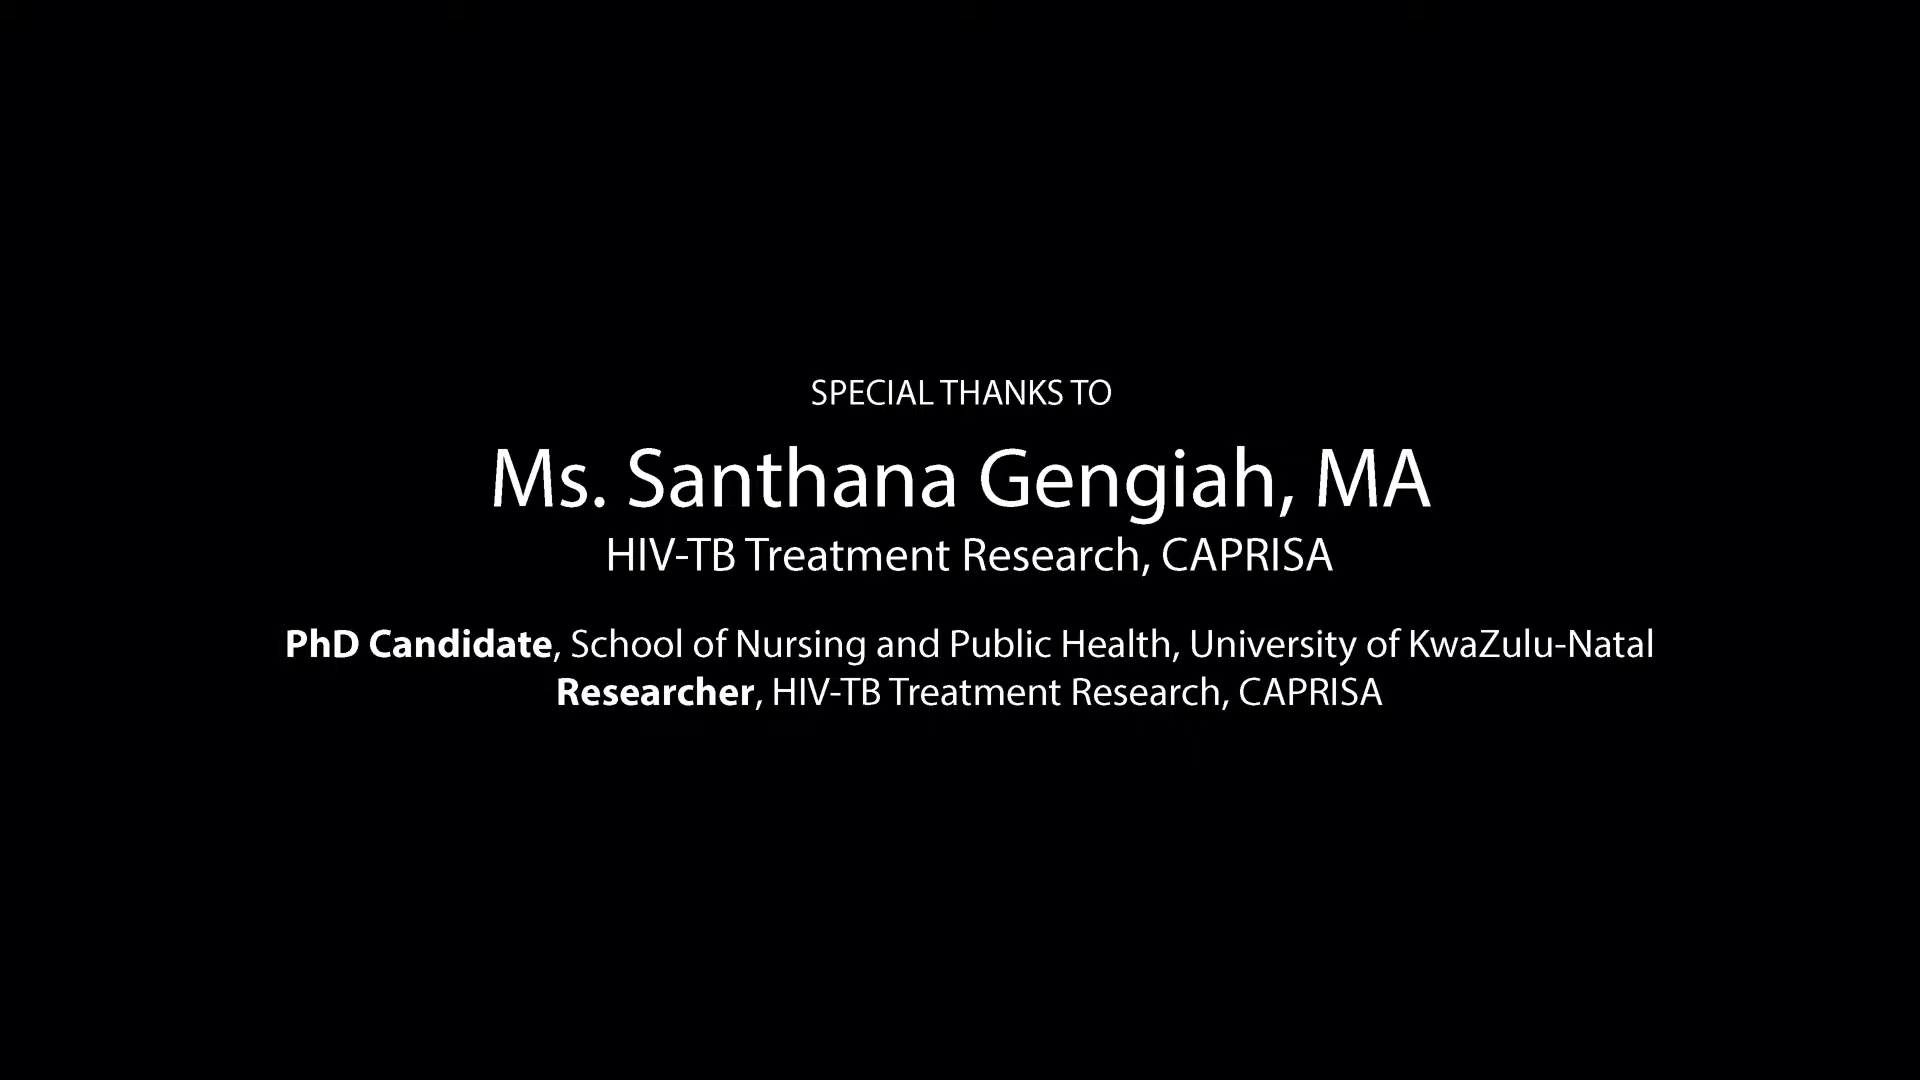 SPECIAL THANKS TO
Ms. Santhana Gengiah, MA
HIV-TB Treatment Research, CAPRISA
PhD Candidate, School of Nursing and Public Health, University of KwaZulu-Natal
Researcher, HIV-TB Treatment Research, CAPRISA